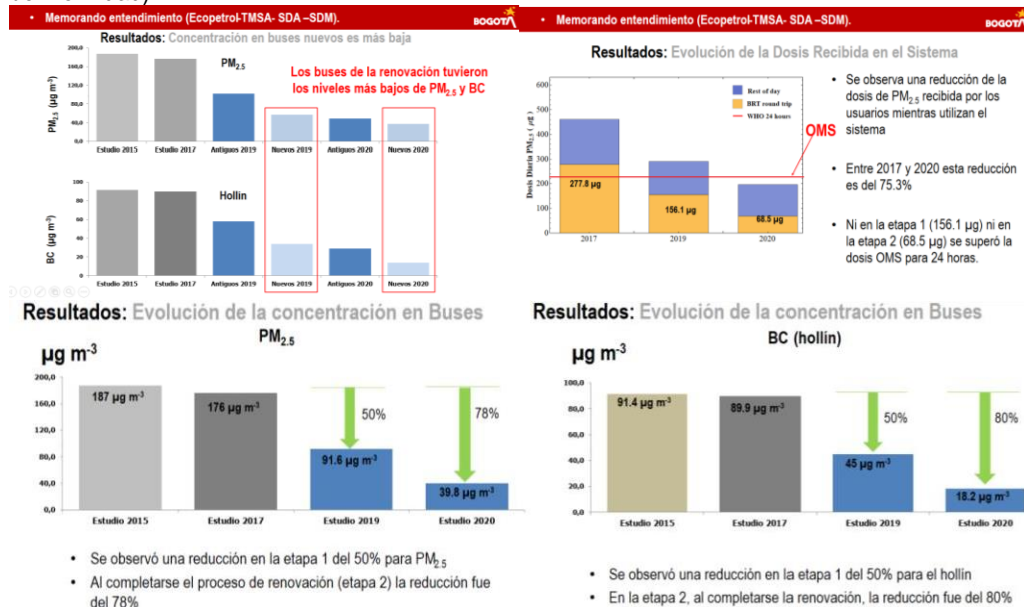 • Memorando entendimiento (Ecopetrol-TMSA- SDA –SDM).
BOGOTÁ
Resultados: Concentración en buses nuevos es más baja
PM2.5 (µg m-3)
200,0
160,0
120,0
80,0
40,0
0,0
PM2.5
Los buses de la renovación tuvieron
los niveles más bajos de PM2.5 y BC
Estudio 2015
Estudio 2017
Antiguos 2019
Nuevos 2019
Antiguos 2020
Nuevos 2020
BC (µg m-3)
100
80
60
40
20
0
Hollín
Estudio 2015
Estudio 2017
Antiguos 2019
Nuevos 2019
Antiguos 2020
Nuevos 2020
• Memorando entendimiento (Ecopetrol-TMSA- SDA –SDM).
BOGOTÁ
Resultados: Evolución de la Dosis Recibida en el Sistema
Dosis Diaria PM2.5 (µg)
600
500
400
300
200
100
0
Rest of day
BRT round trip
WHO 24 hours
OMS
277.8 µg
156.1 µg
68.5 µg
2017
2019
2020
• Se observa una reducción de la
dosis de PM2.5 recibida por los
usuarios mientras utilizan el
sistema
• Entre 2017 y 2020 esta reducción
es del 75.3%
• Ni en la etapa 1 (156.1 µg) ni en
la etapa 2 (68.5 µg) se superó la
dosis OMS para 24 horas.
Resultados: Evolución de la concentración en Buses
PM2.5
µg m-3
200,0
160,0
120,0
80,0
40,0
0,0
187 µg m-3
176 µg m-3
91.6 µg m-3
39.8 µg m-3
50%
78%
Estudio 2015
Estudio 2017
Estudio 2019
Estudio 2020
• Se observó una reducción en la etapa 1 del 50% para PM2.5
• Al completarse el proceso de renovación (etapa 2) la reducción fue
del 78%
Resultados: Evolución de la concentración en Buses
BC (hollín)
µg m-3
100,0
80,0
60,0
40,0
20,0
0,0
91.4 µg m-3
89.9 µg m-3
45 µg m-3
18.2 µg m-3
50%
80%
Estudio 2015
Estudio 2017
Estudio 2019
Estudio 2020
• Se observó una reducción en la etapa 1 del 50% para el hollín
• En la etapa 2, al completarse la renovación, la reducción fue del 80%